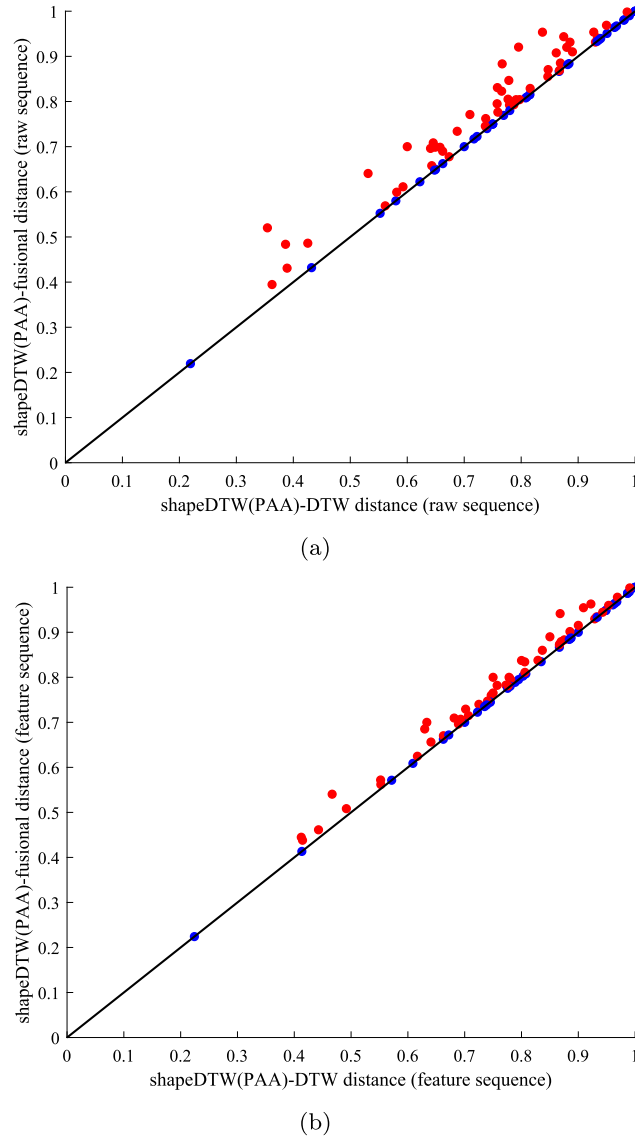 1
0.9
0.8
0.7
0.6
0.5
0.4
0.3
0.2
0.1
0
shapeDTW(PAA)-fusional distance (raw sequence)
0 0.1 0.2 0.3 0.4 0.5 0.6 0.7 0.8 0.9 1
shapeDTW(PAA)-DTW distance (raw sequence)
(a)
1
0.9
0.8
0.7
0.6
0.5
0.4
0.3
0.2
0.1
0
shapeDTW(PAA)-fusional distance (feature sequence)
0 0.1 0.2 0.3 0.4 0.5 0.6 0.7 0.8 0.9 1
shapeDTW(PAA)-DTW distance (feature sequence)
(b)